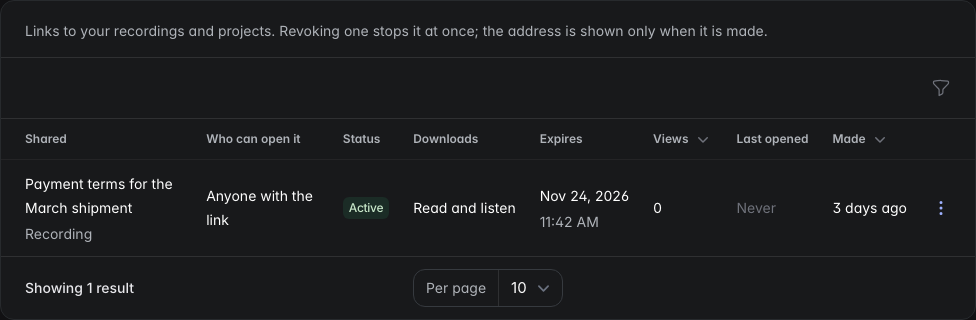 Links to your recordings and projects. Revoking one stops it at once; the address is shown only when it is made.
Shared Who can open it Status Downloads Expires Views Last opened Made
Payment terms for the
March shipment
Recording
Anyone with the
link
Active
Read and listen
Nov 24, 2026
11:42 AM
0
Never
3 days ago
Showing 1 result
Per page 10